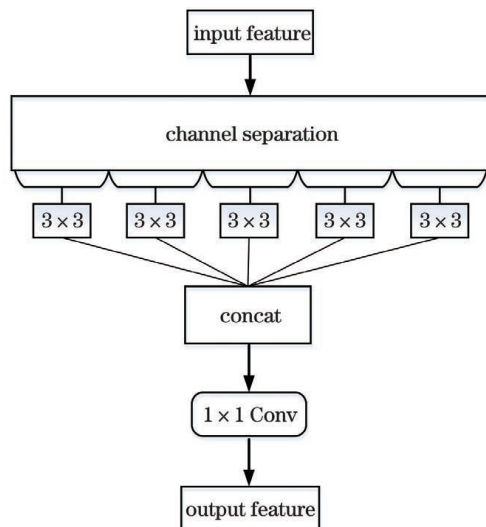 input feature
channel separation
3 × 3 3 × 3 3 × 3 3 × 3 3 × 3
concat
1 × 1 Conv
output feature